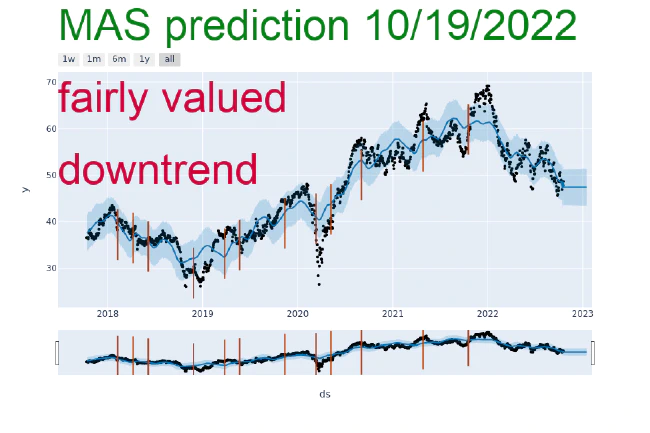 MAS prediction 10/19/2022
1w 1m 6m 1y all
70
fairly valued
60
downtrend
50
y
40
30
2018 2019 2020 2021 2022 2023
ds